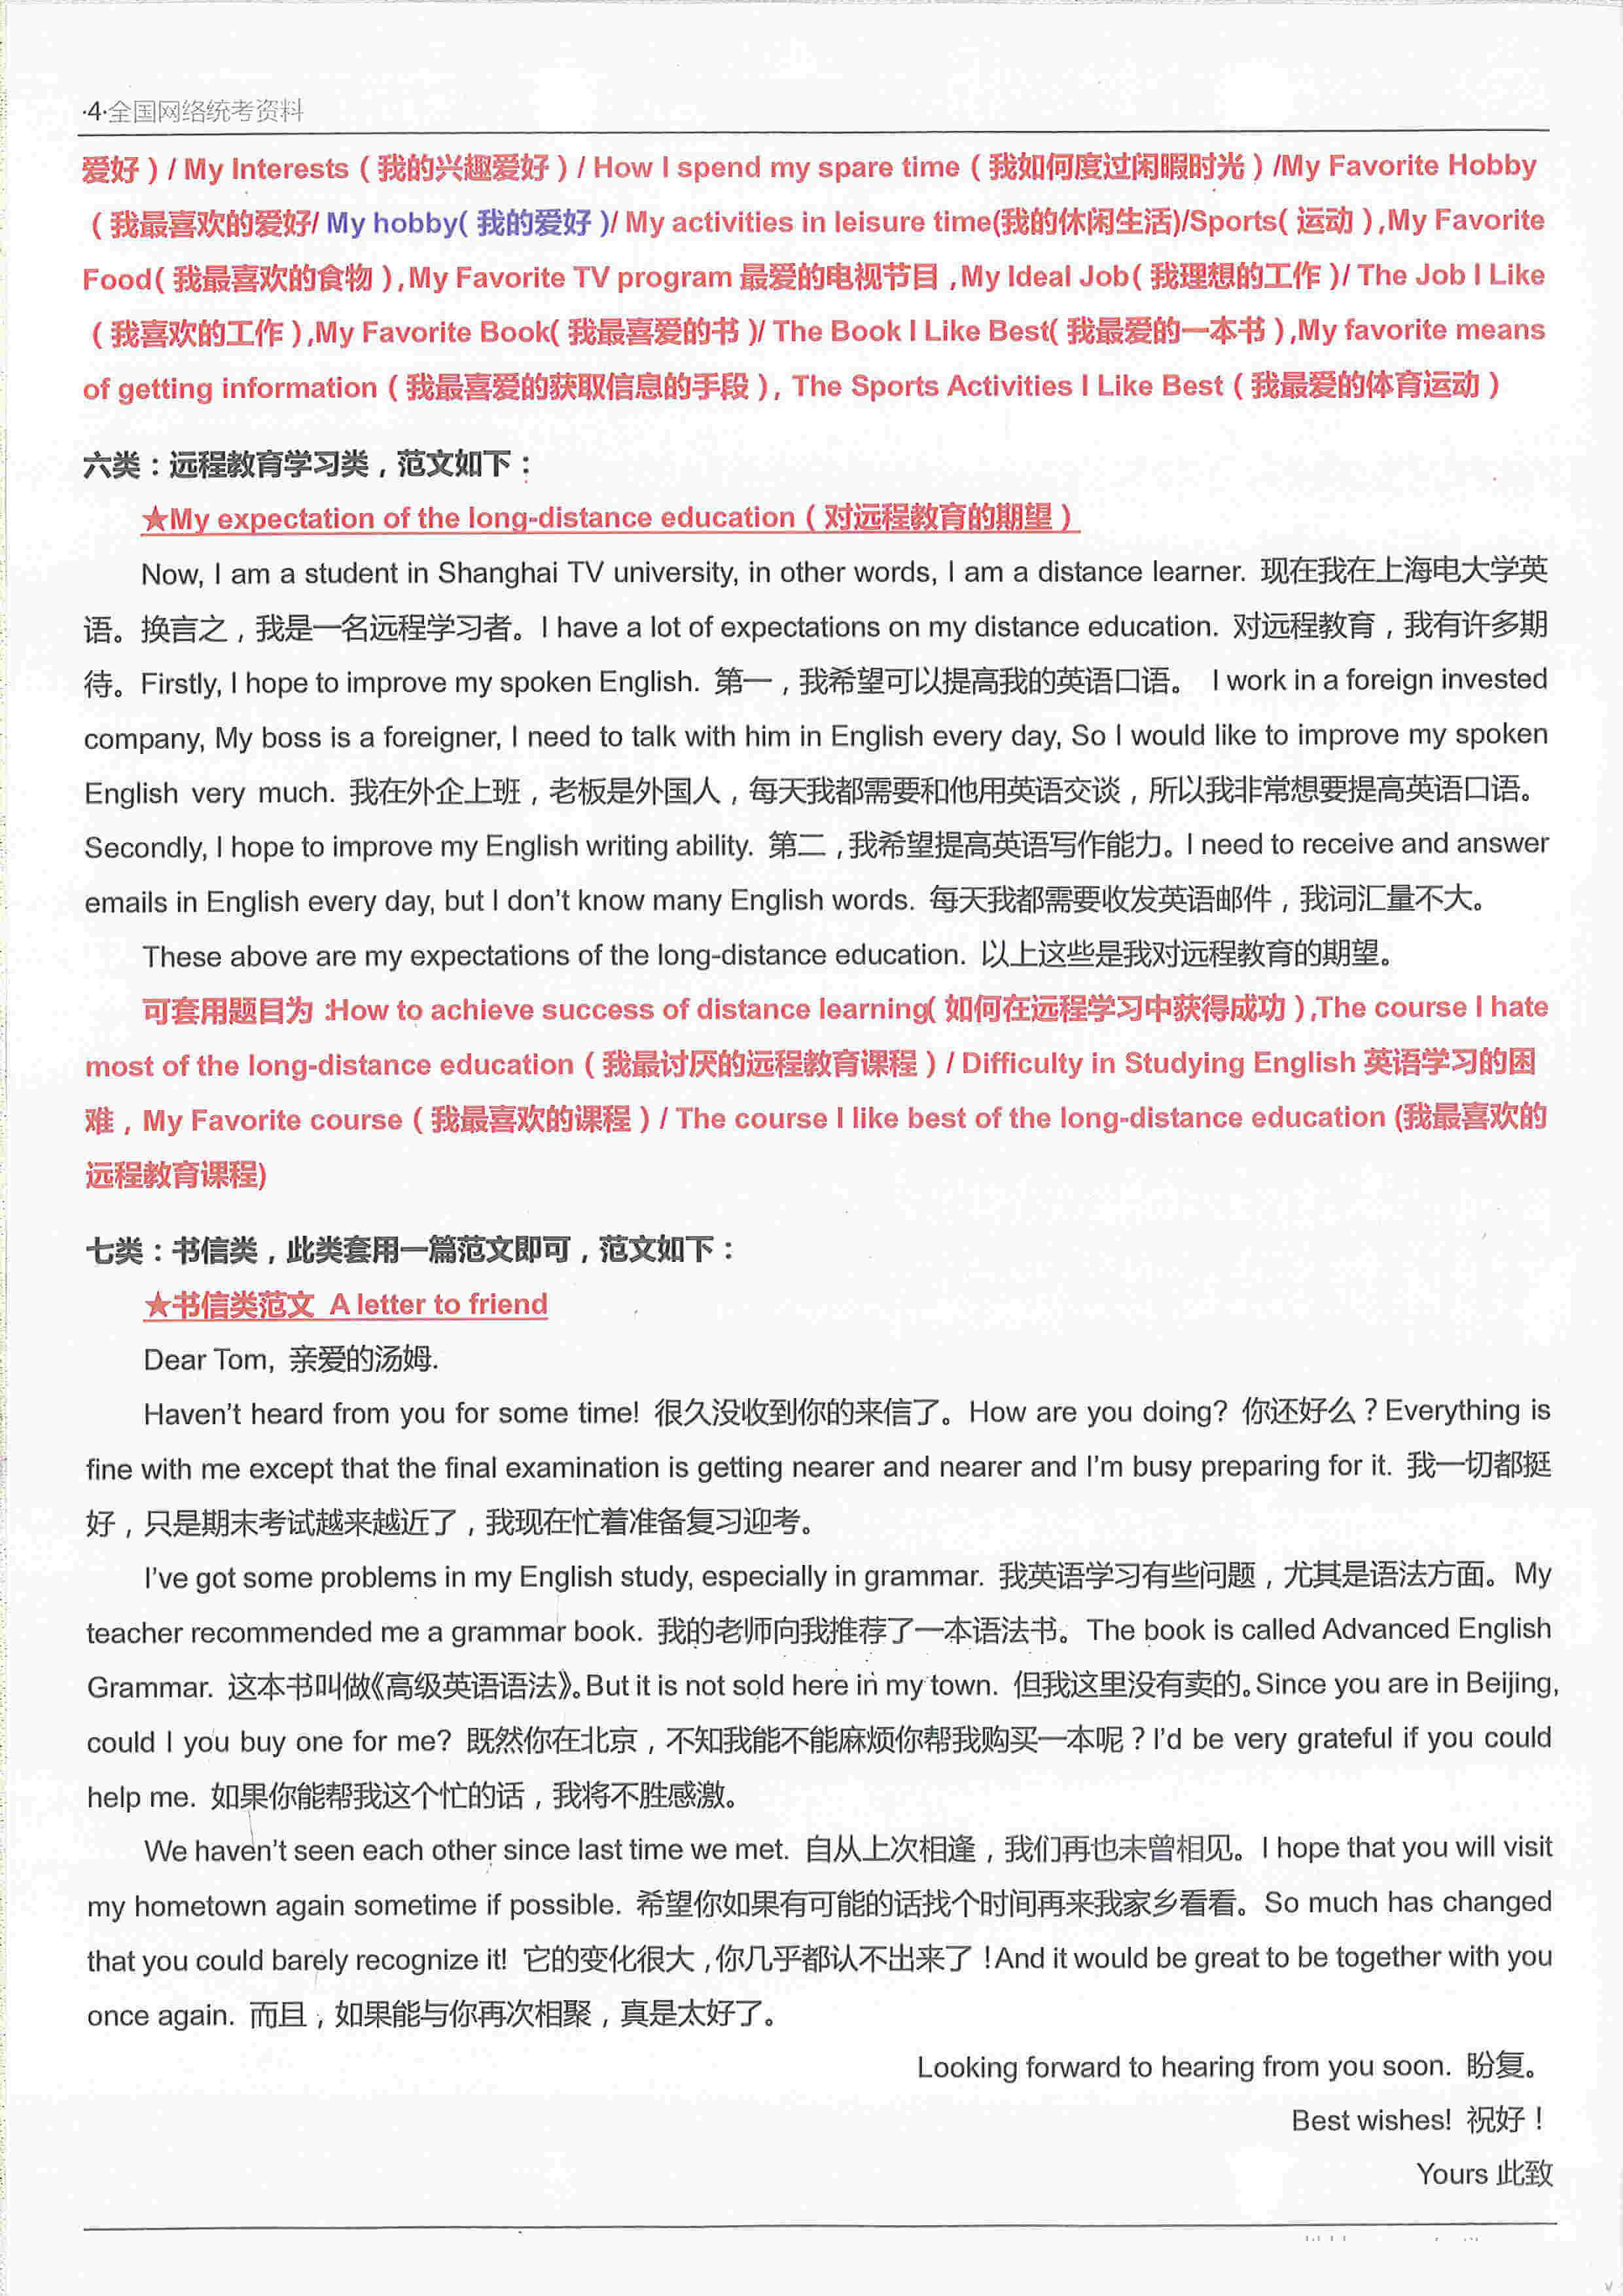 ·4·全国网络统考资料
爱好）/ My Interests（我的兴趣爱好）/ How I spend my spare time（我如何度过闲暇时光）/My Favorite Hobby
（我最喜欢的爱好/ My hobby(我的爱好)/ My activities in leisure time(我的休闲生活)/Sports(运动),My Favorite
Food(我最喜欢的食物),My Favorite TV program 最爱的电视节目,My Ideal Job(我理想的工作)/ The Job I Like
（我喜欢的工作),My Favorite Book(我最喜爱的书)/ The Book I Like Best(我最爱的一本书),My favorite means
of getting information（我最喜爱的获取信息的手段），The Sports Activities I Like Best（我最爱的体育运动）
六类：远程教育学习类，范文如下：
★My expectation of the long-distance education（对远程教育的期望）
Now, I am a student in Shanghai TV university, in other words, I am a distance learner. 现在我在上海电大学英
语。换言之，我是一名远程学习者。I have a lot of expectations on my distance education. 对远程教育，我有许多期
待。Firstly, I hope to improve my spoken English. 第一，我希望可以提高我的英语口语。 I work in a foreign invested
company, My boss is a foreigner, I need to talk with him in English every day, So I would like to improve my spoken
English very much. 我在外企上班，老板是外国人，每天我都需要和他用英语交谈，所以我非常想要提高英语口语。
Secondly, I hope to improve my English writing ability. 第二,我希望提高英语写作能力。I need to receive and answer
emails in English every day, but I don't know many English words. 每天我都需要收发英语邮件，我词汇量不大。
These above are my expectations of the long-distance education. 以上这些是我对远程教育的期望。
可套用题目为:How to achieve success of distance learning(如何在远程学习中获得成功),The course I hate
most of the long-distance education（我最讨厌的远程教育课程）/ Difficulty in Studying English 英语学习的困
难，My Favorite course（我最喜欢的课程）/ The course I like best of the long-distance education (我最喜欢的
远程教育课程)
七类：书信类，此类套用一篇范文即可，范文如下：
★书信类范文 A letter to friend
Dear Tom, 亲爱的汤姆.
Haven't heard from you for some time! 很久没收到你的来信了。How are you doing? 你还好么？Everything is
fine with me except that the final examination is getting nearer and nearer and I'm busy preparing for it. 我一切都挺
好，只是期末考试越来越近了，我现在忙着准备复习迎考。
I've got some problems in my English study, especially in grammar. 我英语学习有些问题，尤其是语法方面。My
teacher recommended me a grammar book. 我的老师向我推荐了一本语法书。The book is called Advanced English
Grammar. 这本书叫做《高级英语语法》。But it is not sold here in my town. 但我这里没有卖的。Since you are in Beijing,
could I you buy one for me? 既然你在北京，不知我能不能麻烦你帮我购买一本呢？I'd be very grateful if you could
help me. 如果你能帮我这个忙的话，我将不胜感激。
We haven't seen each other since last time we met. 自从上次相逢，我们再也未曾相见。I hope that you will visit
my hometown again sometime if possible. 希望你如果有可能的话找个时间再来我家乡看看。So much has changed
that you could barely recognize it! 它的变化很大,你几乎都认不出来了!And it would be great to be together with you
once again. 而且，如果能与你再次相聚，真是太好了。
Looking forward to hearing from you soon. 盼复。
Best wishes! 祝好！
Yours 此致